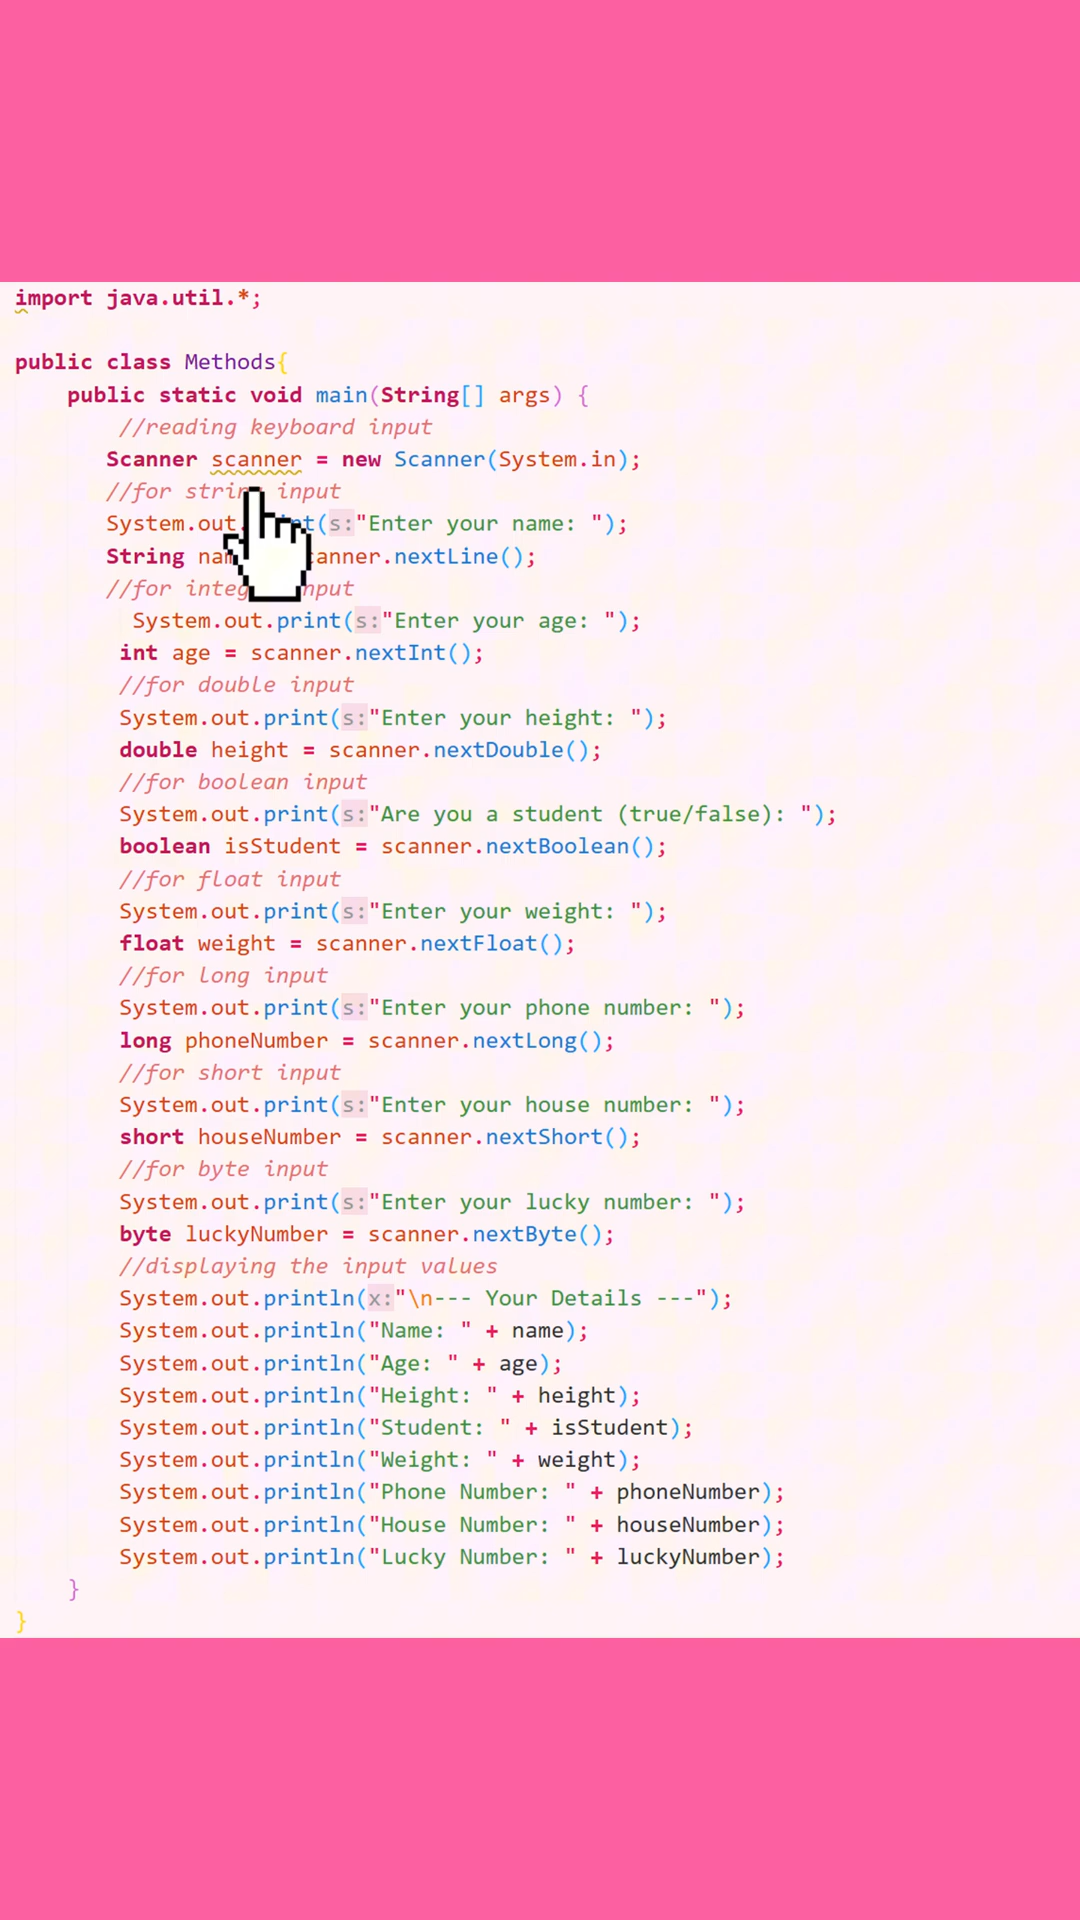 import java.util.*;
public class Methods{
public static void main(String[] args) {
//reading keyboard input
Scanner scanner = new Scanner(System.in);
//for string input
System.out.print(s:"Enter your name: ");
String name scanner.nextLine();
//for integer input
System.out.print(s:"Enter your age: ");
int age = scanner.nextInt();
//for double input
System.out.print(s:"Enter your height: ");
double height = scanner.nextDouble();
//for boolean input
System.out.print(s:"Are you a student (true/false): ");
boolean isStudent = scanner.nextBoolean();
//for float input
System.out.print(s:"Enter your weight: ");
float weight = scanner.nextFloat();
//for long input
System.out.print(s:"Enter your phone number: ");
long phoneNumber = scanner.nextLong();
//for short input
System.out.print(s:"Enter your house number: ");
short houseNumber = scanner.nextShort();
//for byte input
System.out.print(s:"Enter your lucky number: ");
byte luckyNumber = scanner.nextByte();
//displaying the input values
System.out.println(x:"\n--- Your Details ---");
System.out.println("Name: " + name);
System.out.println("Age: " + age);
System.out.println("Height: " + height);
System.out.println("Student: " + isStudent);
System.out.println("Weight: " + weight);
System.out.println("Phone Number: " + phoneNumber);
System.out.println("House Number: " + houseNumber);
System.out.println("Lucky Number: " + luckyNumber);
}
}